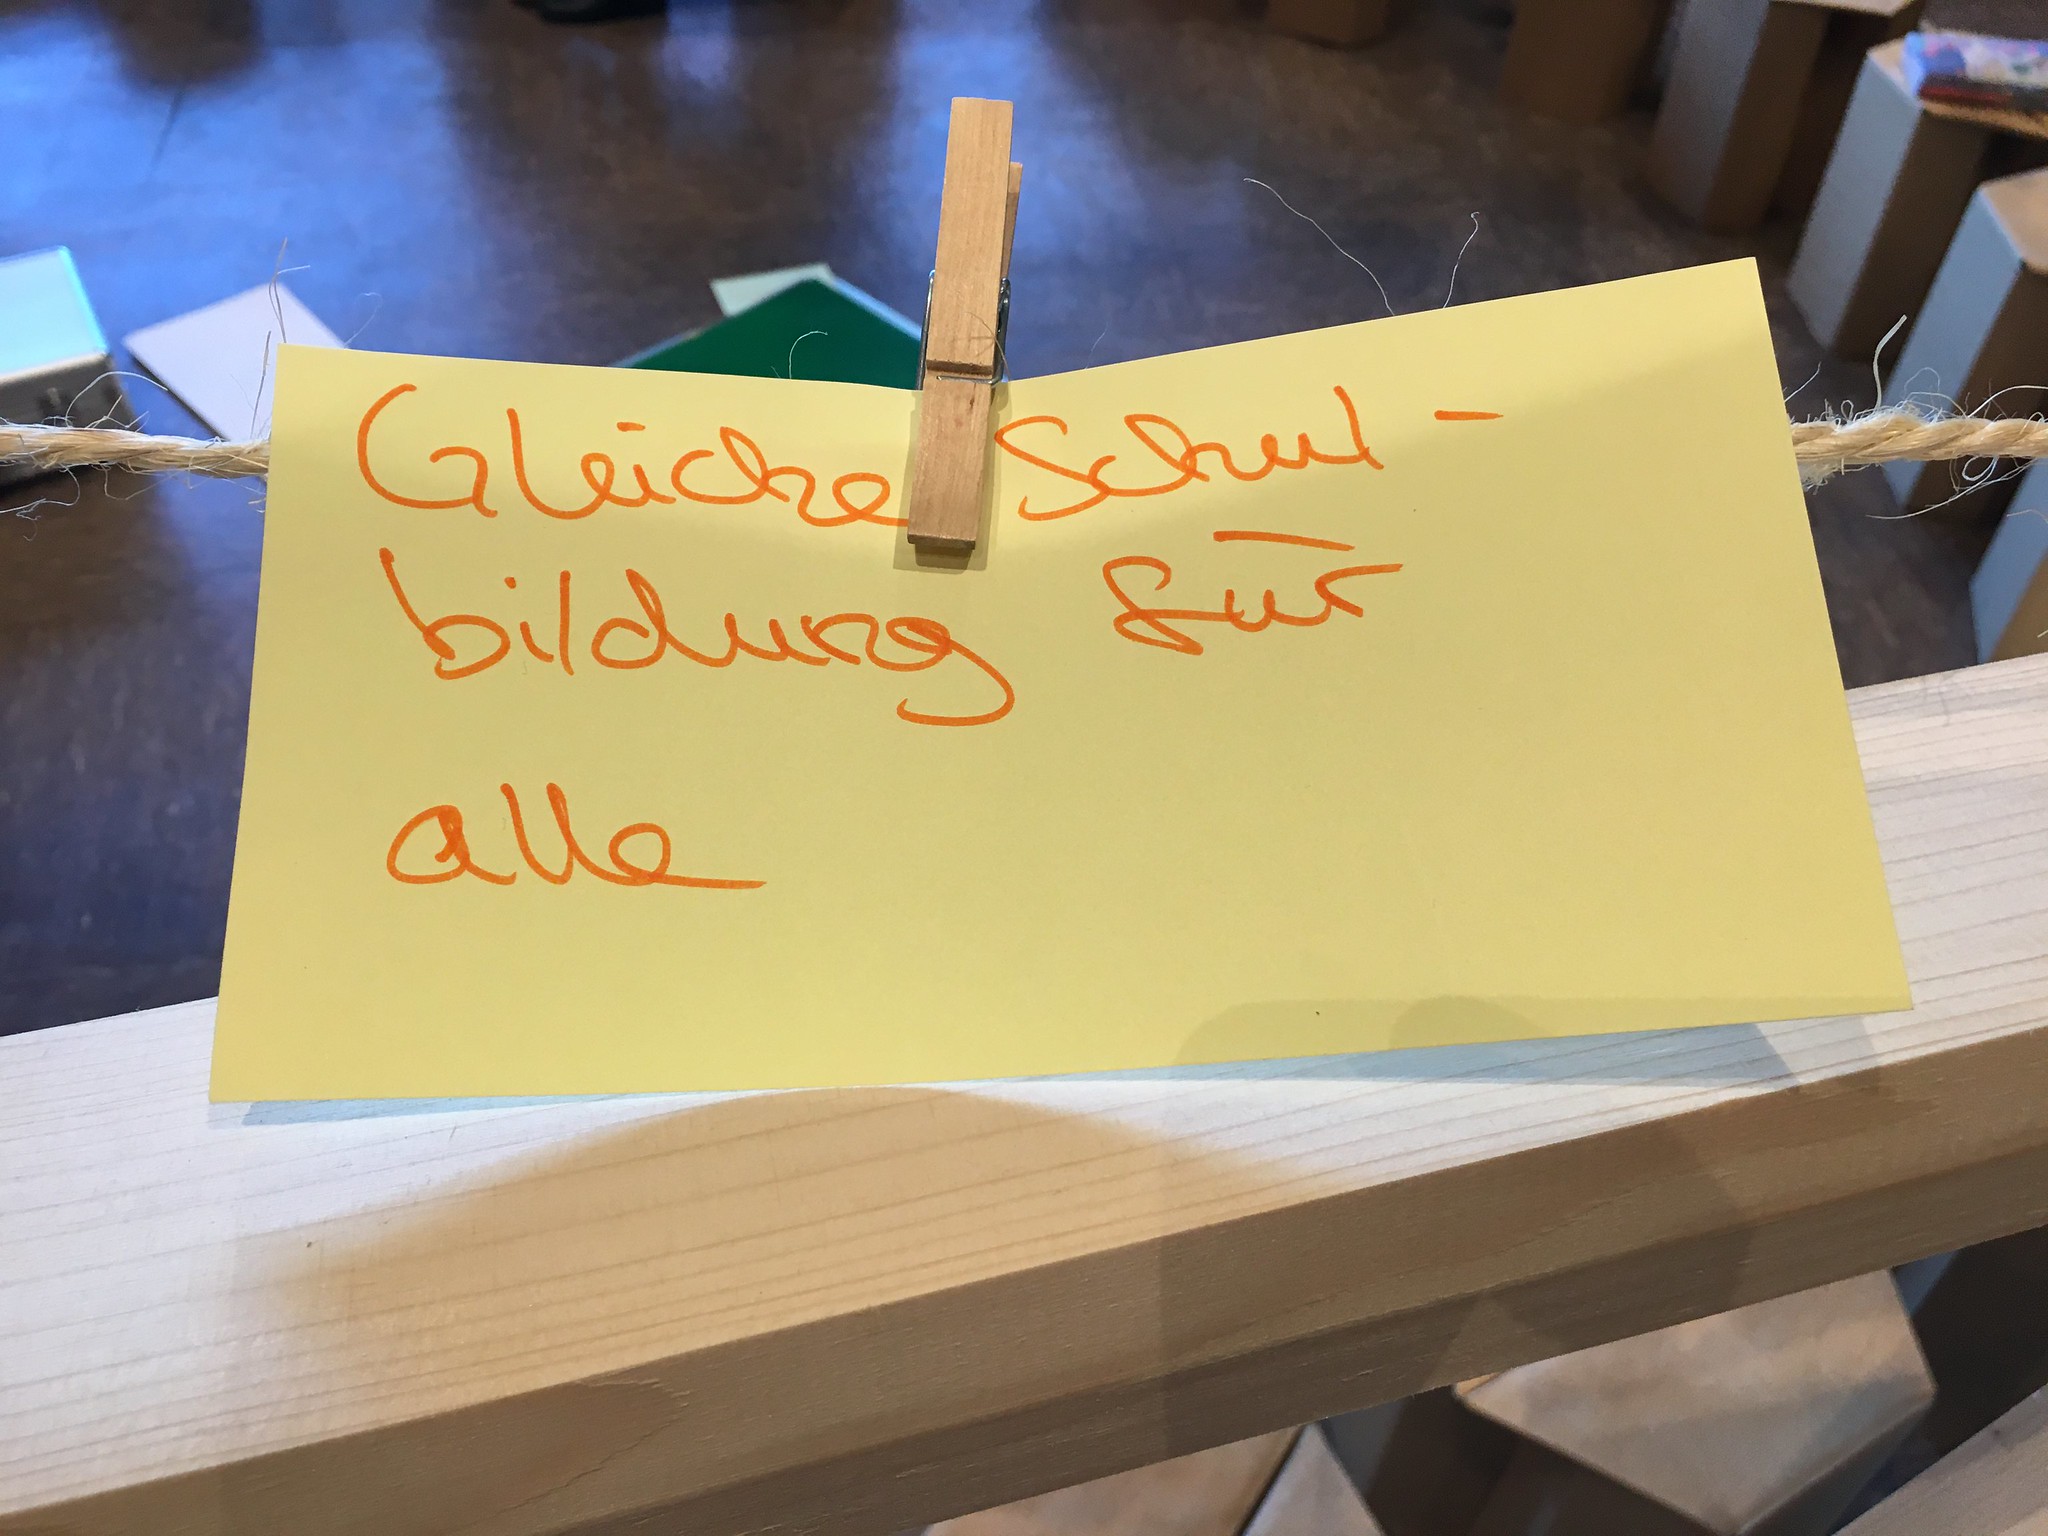 Gleiche Schul-
bildung für
alle